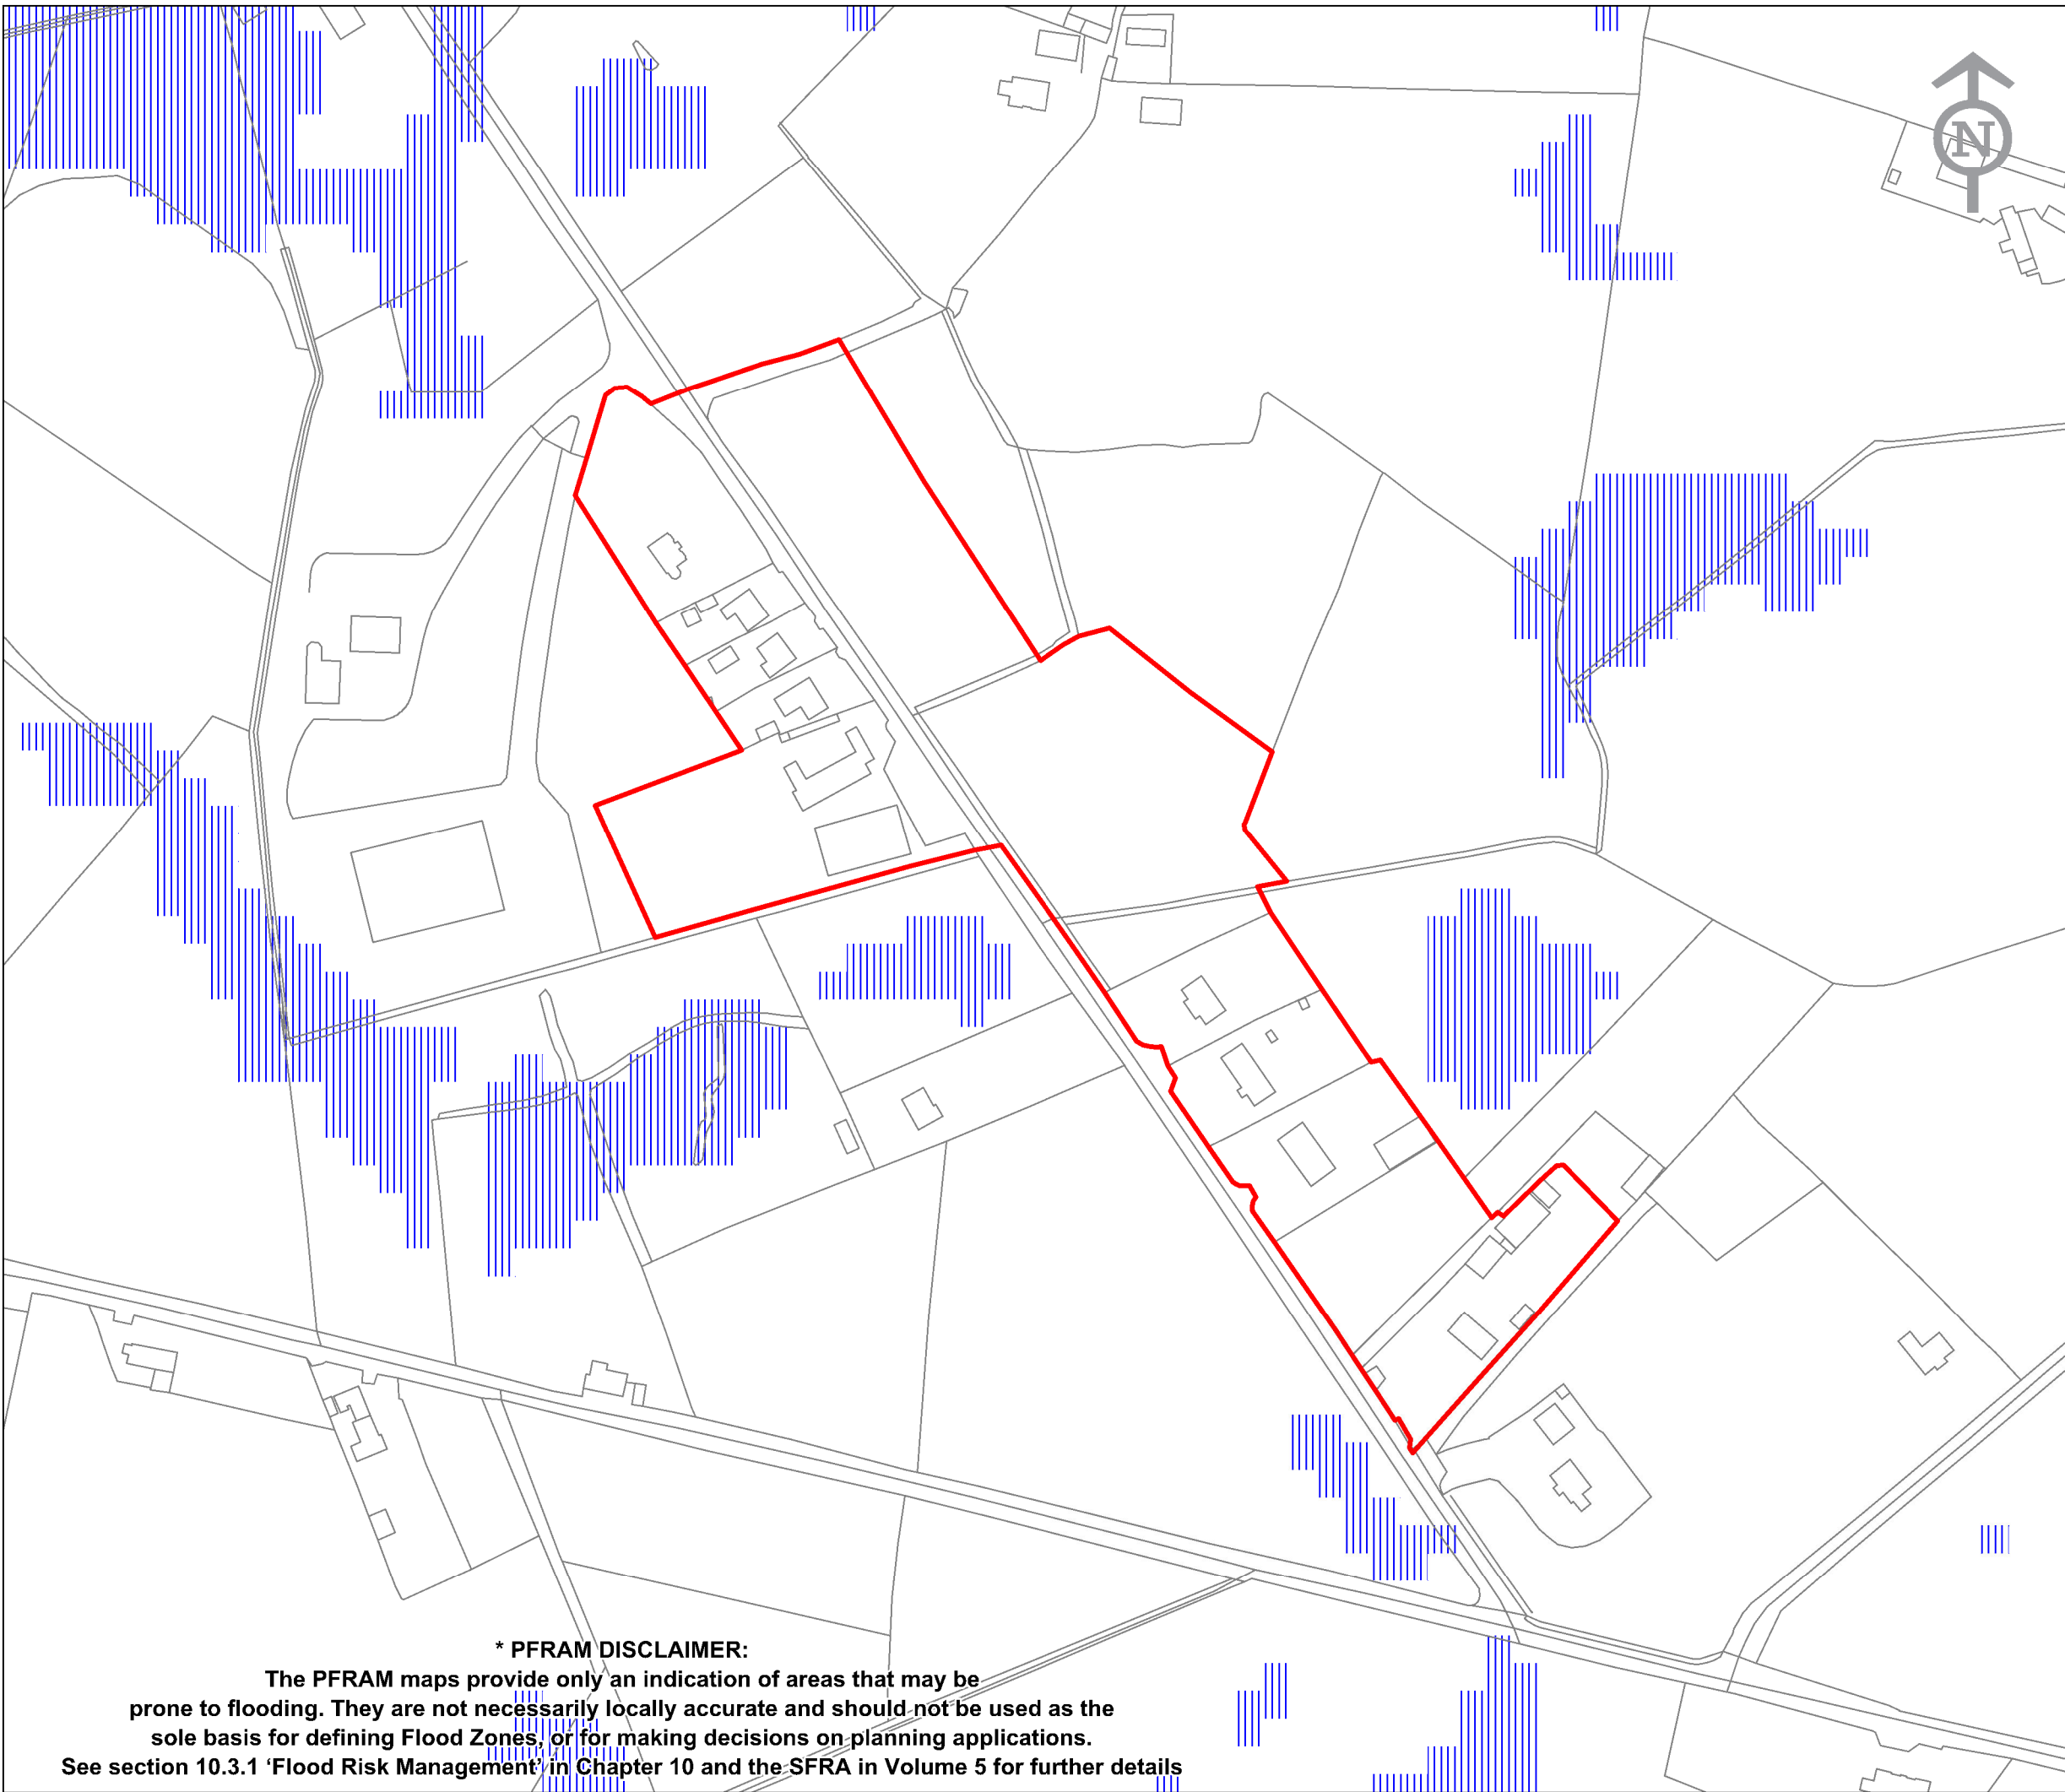 N
* PFRAM DISCLAIMER:
The PFRAM maps provide only an indication of areas that may be
prone to flooding. They are not necessarily locally accurate and should not be used as the
sole basis for defining Flood Zones, or for making decisions on planning applications.
See section 10.3.1 ‘Flood Risk Management’ in Chapter 10 and the SFRA in Volume 5 for further details